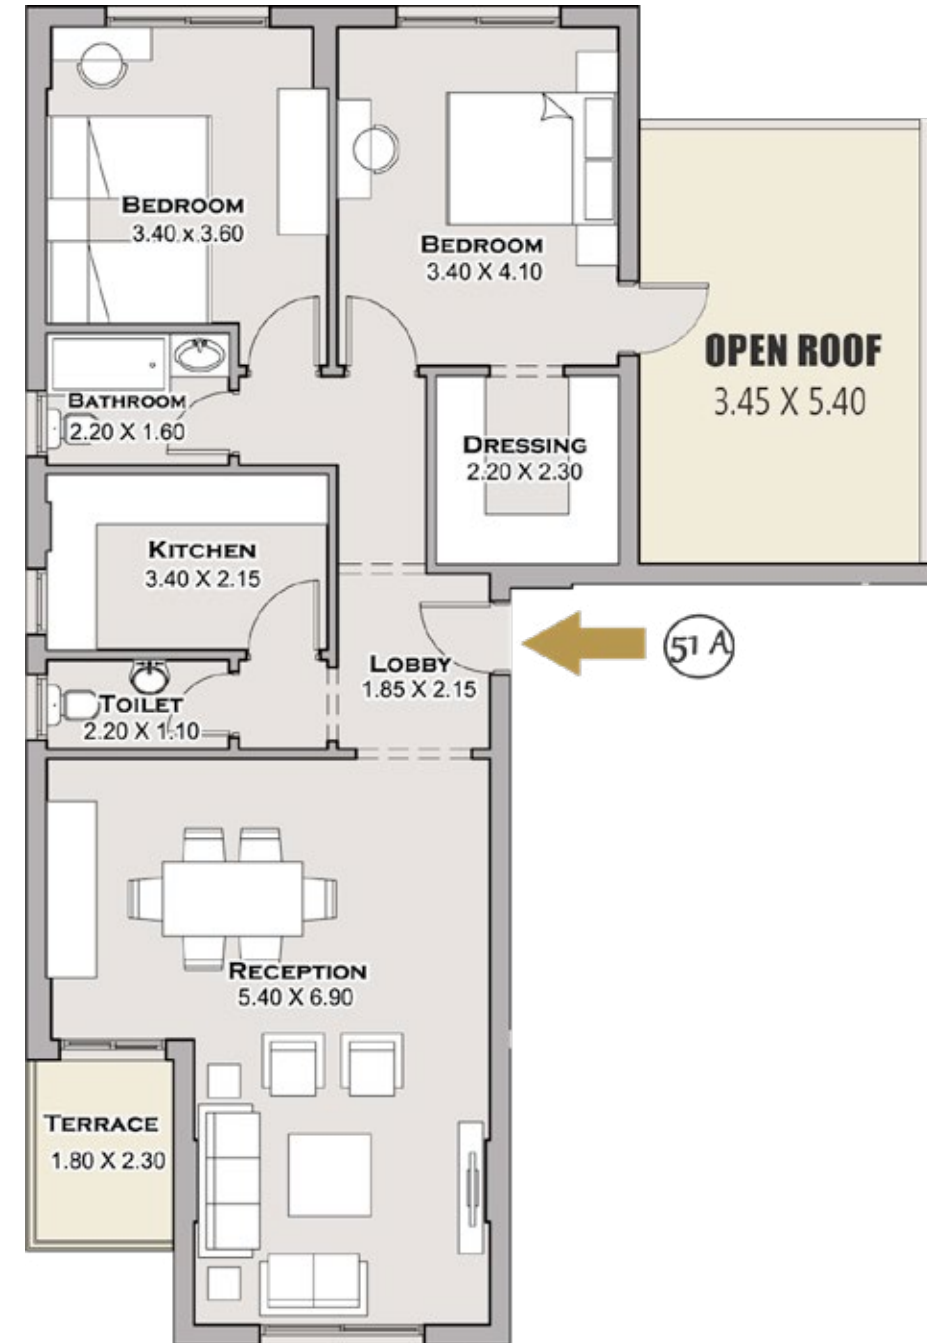 BEDROOM
3.40 x 3.60
BEDROOM
3.40 X 4.10
OPEN ROOF
3.45 X 5.40
BATHROOM
2.20 X 1.60
DRESSING
2.20 X 2.30
KITCHEN
3.40 X 2.15
51 A
LOBBY
1.85 X 2.15
TOILET
2.20 X 1.10
RECEPTION
5.40 X 6.90
TERRACE
1.80 X 2.30